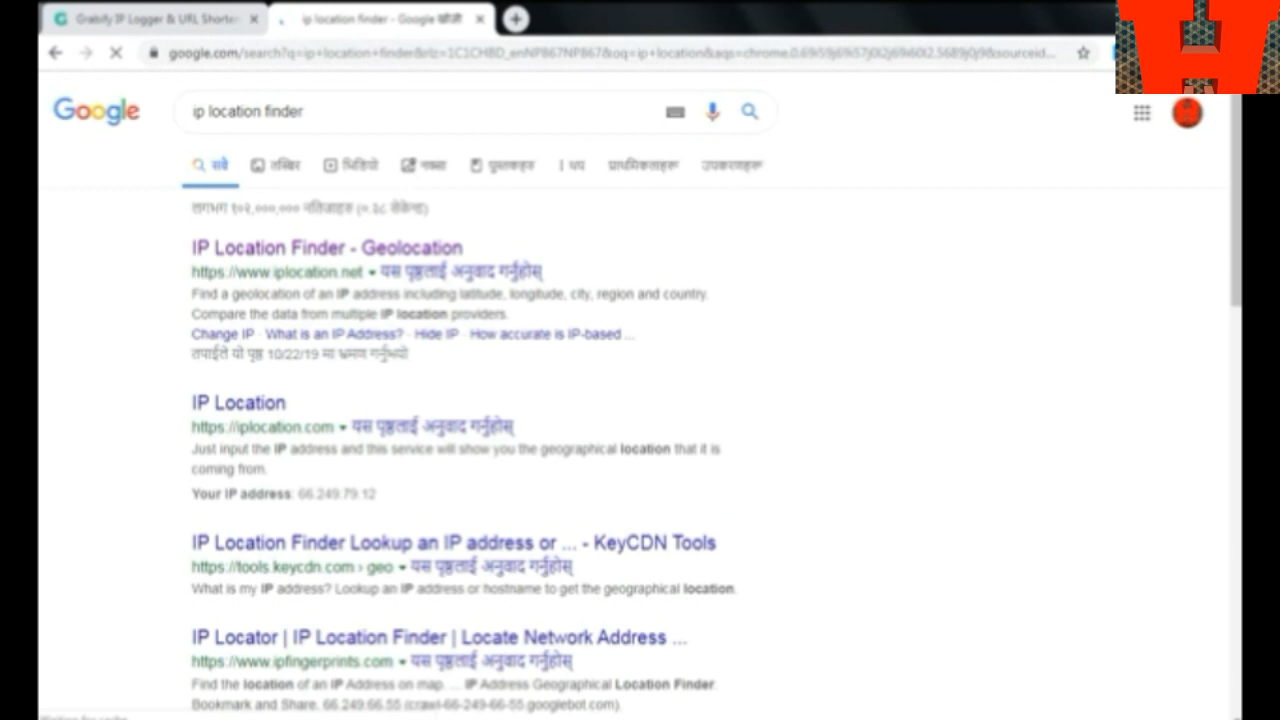 Grabify IP Logger & URL Shorte
ip location finder - Google खोजी
google.com/search?q=ip+location+finder&rlz=1C1CHBD_enNP867NP867&oq=ip+location&aqs=chrome.0.69i59j69i57j0l2j69i60l2.5689j0j9&sourceid...
Google
ip location finder
सबै तस्बिर भिडियो नक्सा पुस्तकहरू थप प्राथमिकताहरू उपकरणहरू
लगभग १०२,०००,००० नतिजाहरु (०.३८ सेकेन्ड)
IP Location Finder - Geolocation
https://www.iplocation.net ▾ यस पृष्ठलाई अनुवाद गर्नुहोस्
Find a geolocation of an IP address including latitude, longitude, city, region and country.
Compare the data from multiple IP location providers.
Change IP · What is an IP Address? · Hide IP · How accurate is IP-based ...
तपाईंले यो पृष्ठ 10/22/19 मा भ्रमण गर्नुभयो
IP Location
https://iplocation.com ▾ यस पृष्ठलाई अनुवाद गर्नुहोस्
Just input the IP address and this service will show you the geographical location that it is
coming from.
Your IP address: 66.249.79.12
IP Location Finder Lookup an IP address or ... - KeyCDN Tools
https://tools.keycdn.com › geo ▾ यस पृष्ठलाई अनुवाद गर्नुहोस्
What is my IP address? Lookup an IP address or hostname to get the geographical location.
IP Locator | IP Location Finder | Locate Network Address ...
https://www.ipfingerprints.com ▾ यस पृष्ठलाई अनुवाद गर्नुहोस्
Find the location of an IP Address on map. ... IP Address Geographical Location Finder.
Bookmark and Share. 66.249.66.55 (crawl-66-249-66-55.googlebot.com).